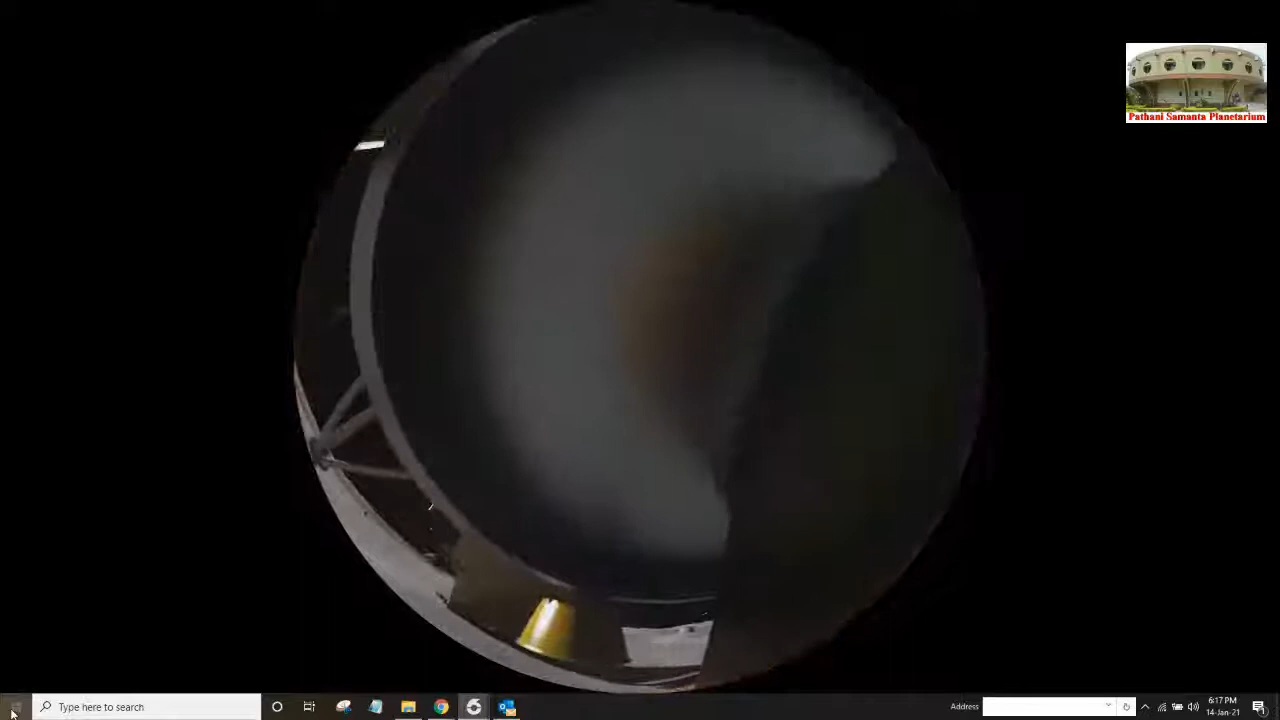 Pathani Samanta Planetarium
Type here to search
Address
6:17 PM
14-Jan-21